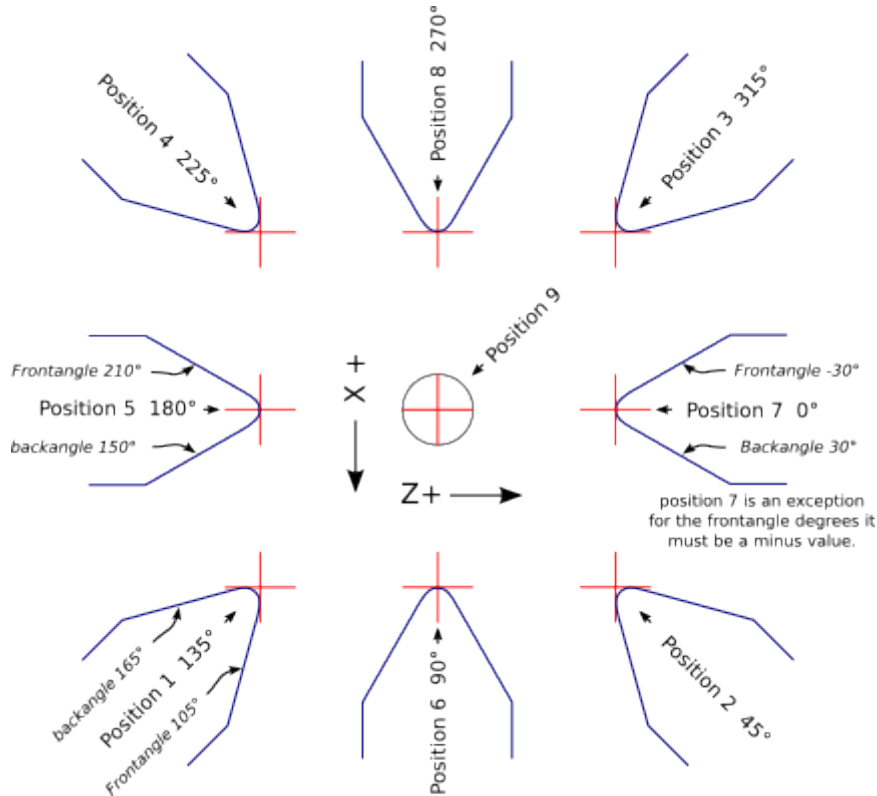 Position 4  225°
Position 8  270°
Position 3  315°
Position 9
Frontangle 210°
Position 5  180°
backangle 150°
X +
Z+
Frontangle -30°
Position 7  0°
Backangle 30°
position 7 is an exception
for the frontangle degrees it
must be a minus value.
backangle 165°
Position 1  135°
Frontangle 105°
Position 6  90°
Position 2  45°